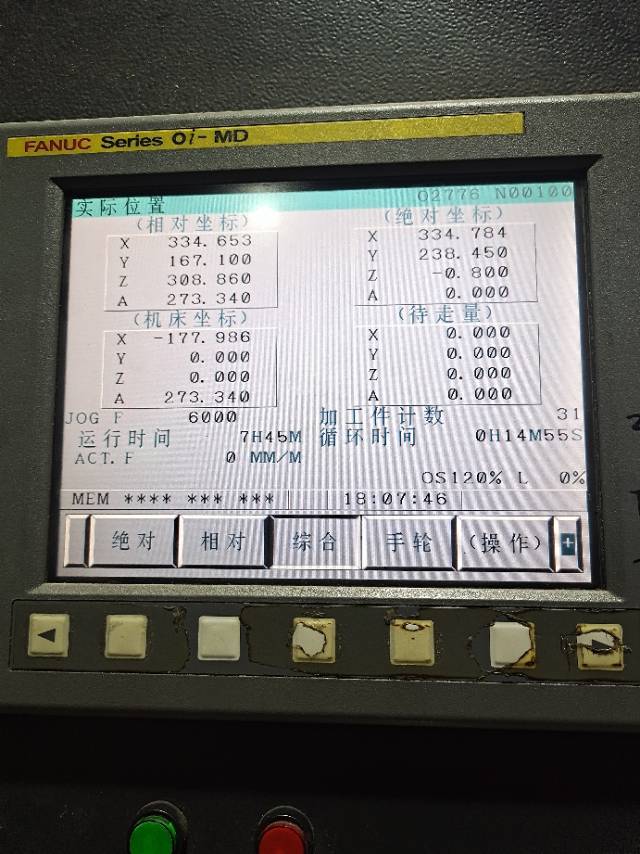 FANUC Series 0i-MD
实际位置 O2776 N00100
(相对坐标) (绝对坐标)
X 334.653 X 334.784
Y 167.100 Y 238.450
Z 308.860 Z -0.800
A 273.340 A 0.000
(机床坐标) (待走量)
X -177.986 X 0.000
Y 0.000 Y 0.000
Z 0.000 Z 0.000
A 273.340 A 0.000
JOG F 6000 加工件计数 31
运行时间 7H45M 循环时间 0H14M55S
ACT.F 0 MM/M
OS120% L 0%
MEM **** *** *** 18:07:46
绝对 相对 综合 手轮 (操作) +